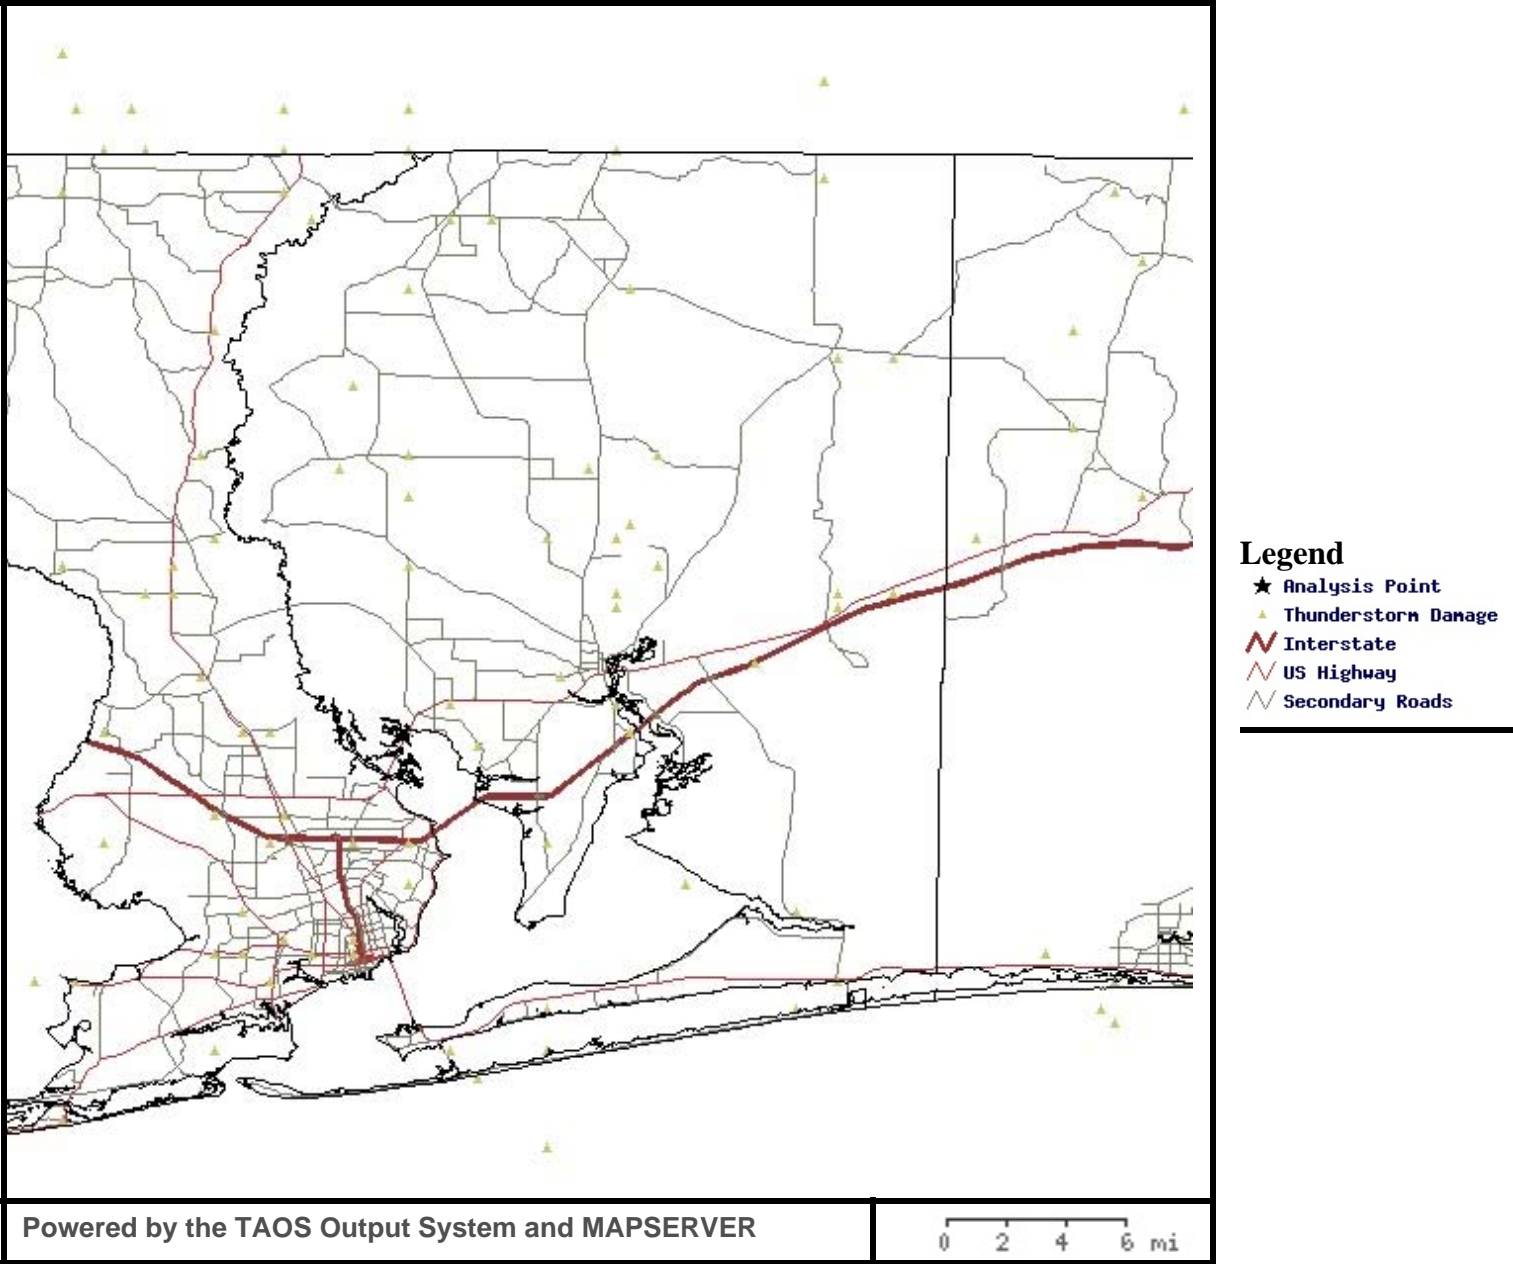 Legend
Analysis Point
Thunderstorm Damage
Interstate
US Highway
Secondary Roads
Powered by the TAOS Output System and MAPSERVER
0 2 4 6 mi